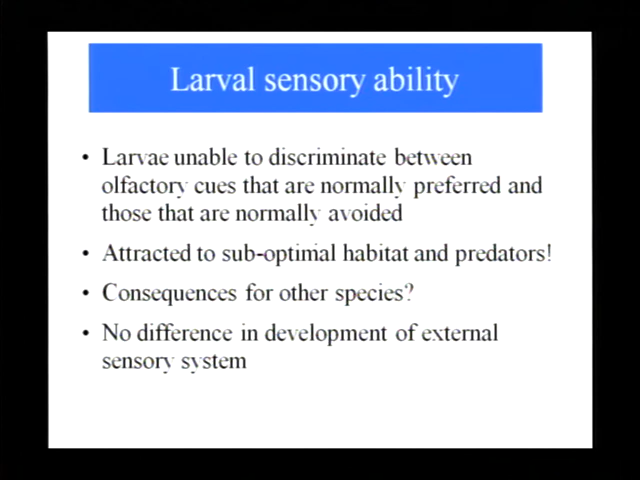 Larval sensory ability
• Larvae unable to discriminate between
olfactory cues that are normally preferred and
those that are normally avoided
• Attracted to sub-optimal habitat and predators!
• Consequences for other species?
• No difference in development of external
sensory system